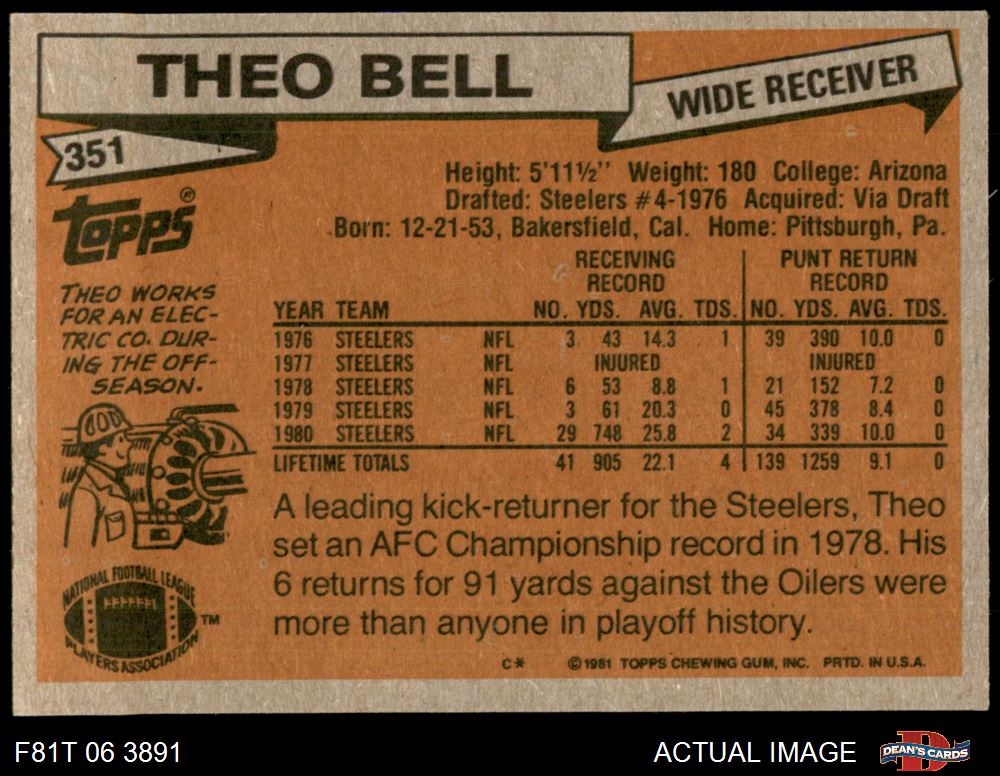 THEO BELL
WIDE RECEIVER
351
Height: 5'11½'' Weight: 180 College: Arizona
Drafted: Steelers #4-1976 Acquired: Via Draft
Born: 12-21-53, Bakersfield, Cal. Home: Pittsburgh, Pa.
topps®
THEO WORKS
FOR AN ELEC-
TRIC CO. DUR-
ING THE OFF-
SEASON.
RECEIVING RECORD PUNT RETURN RECORD
YEAR TEAM NO. YDS. AVG. TDS. NO. YDS. AVG. TDS.
1976 STEELERS NFL 3 43 14.3 1 39 390 10.0 0
1977 STEELERS NFL INJURED INJURED
1978 STEELERS NFL 6 53 8.8 1 21 152 7.2 0
1979 STEELERS NFL 3 61 20.3 0 45 378 8.4 0
1980 STEELERS NFL 29 748 25.8 2 34 339 10.0 0
LIFETIME TOTALS 41 905 22.1 4 139 1259 9.1 0
A leading kick-returner for the Steelers, Theo
set an AFC Championship record in 1978. His
6 returns for 91 yards against the Oilers were
more than anyone in playoff history.
NATIONAL FOOTBALL LEAGUE
PLAYERS ASSOCIATION
TM
C* ©1981 TOPPS CHEWING GUM, INC. PRTD. IN U.S.A.
F81T 06 3891
ACTUAL IMAGE
D
DEAN'S CARDS